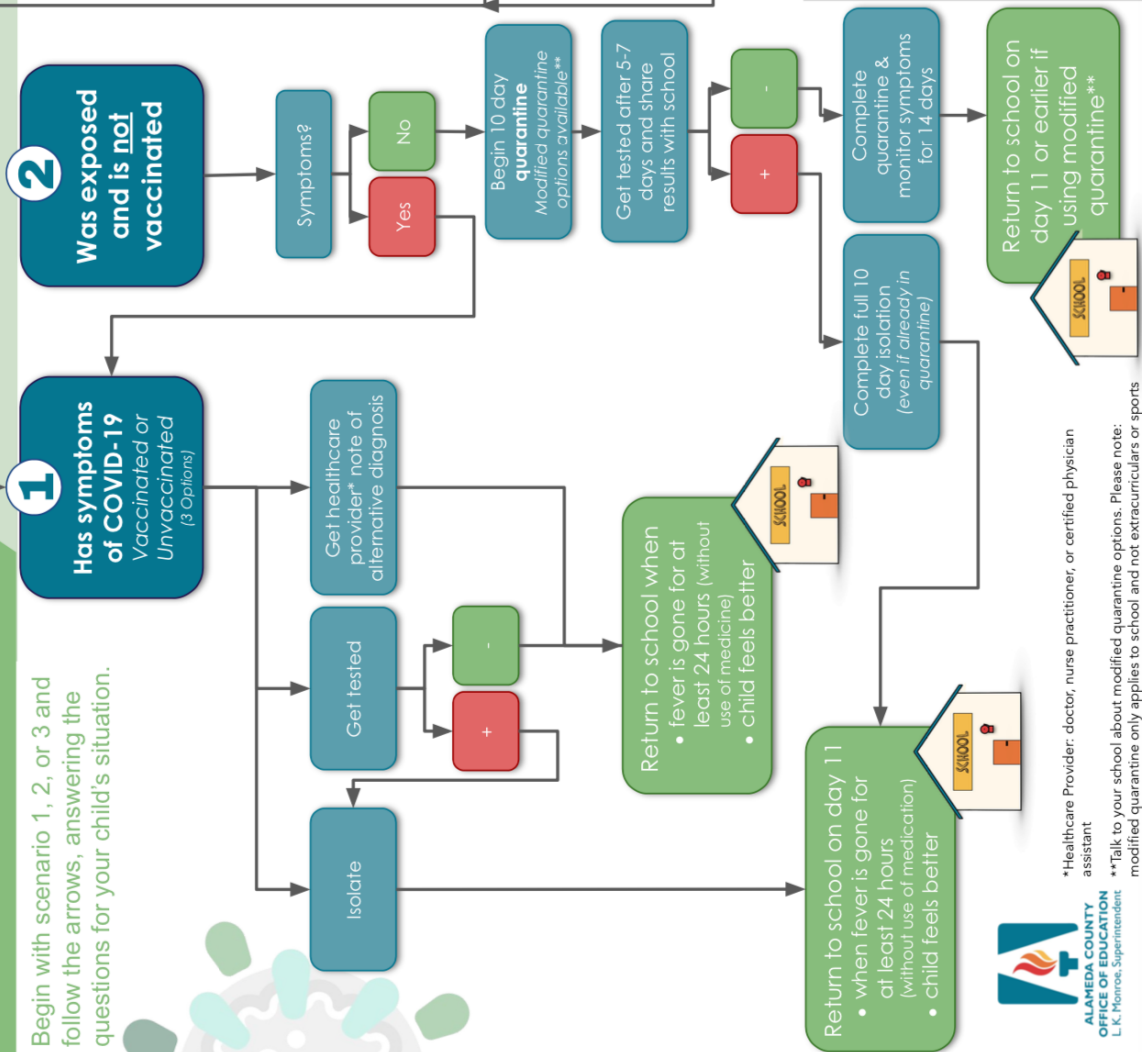 Begin with scenario 1, 2, or 3 and
follow the arrows, answering the
questions for your child's situation.
1
Has symptoms
of COVID-19
Vaccinated or
Unvaccinated
(3 Options)
Isolate
Get tested
Get healthcare
provider* note of
alternative diagnosis
+
-
Return to school when
• fever is gone for at
least 24 hours (without
use of medicine)
• child feels better
SCHOOL
Return to school on day 11
• when fever is gone for
at least 24 hours
(without use of medication)
• child feels better
SCHOOL
2
Was exposed
and is not
vaccinated
Symptoms?
Yes
No
Begin 10 day
quarantine
Modified quarantine
options available**
Get tested after 5-7
days and share
results with school
+
-
Complete full 10
day isolation
(even if already in
quarantine)
Complete
quarantine &
monitor symptoms
for 14 days
Return to school on
day 11 or earlier if
using modified
quarantine**
SCHOOL
ALAMEDA COUNTY
OFFICE OF EDUCATION
L.K. Monroe, Superintendent
*Healthcare Provider: doctor, nurse practitioner, or certified physician
assistant
**Talk to your school about modified quarantine options. Please note:
modified quarantine only applies to school and not extracurriculars or sports